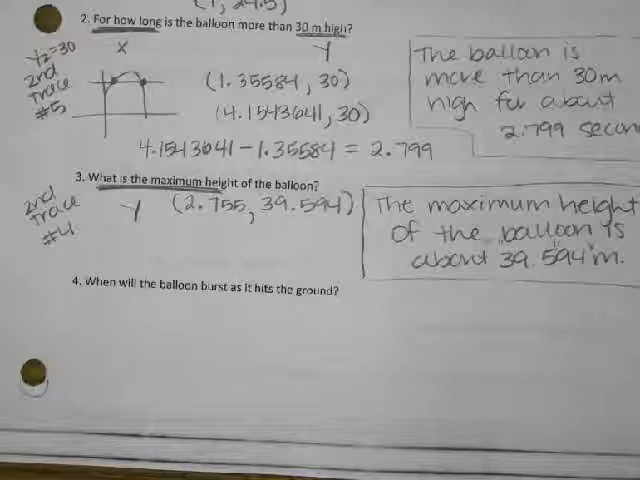 (1, 24.5)
2. For how long is the balloon more than 30 m high?
X
Y
Y2=30
2nd
Trace
#5
(1.35584, 30)
(4.1543641, 30)
4.1543641 - 1.35584 = 2.799
The balloon is
more than 30m
high for about
2.799 secon
3. What is the maximum height of the balloon?
2nd
Trace
#4
Y
(2.755, 39.594)
The maximum height
of the balloon is
about 39.594 m.
4. When will the balloon burst as it hits the ground?